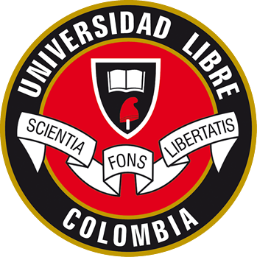 UNIVERSIDAD LIBRE
SCIENTIA
FONS
LIBERTATIS
COLOMBIA